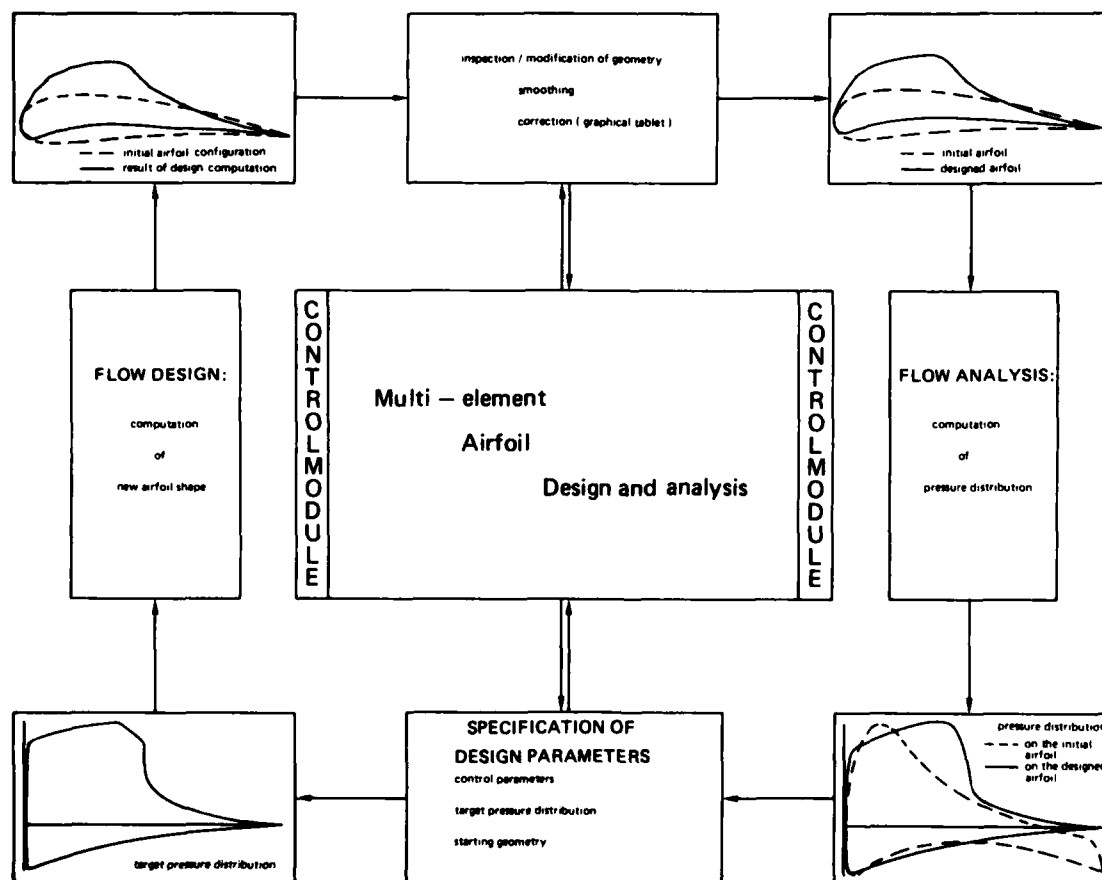 initial airfoil configuration
result of design computation
inspection / modification of geometry
smoothing
correction ( graphical tablet )
initial airfoil
designed airfoil
FLOW DESIGN:
computation
of
new airfoil shape
CONTROLMODULE
Multi – element
Airfoil
Design and analysis
CONTROLMODULE
FLOW ANALYSIS:
computation
of
pressure distribution
target pressure distribution
SPECIFICATION OF
DESIGN PARAMETERS
control parameters
target pressure distribution
starting geometry
pressure distribution
on the initial
airfoil
on the designed
airfoil